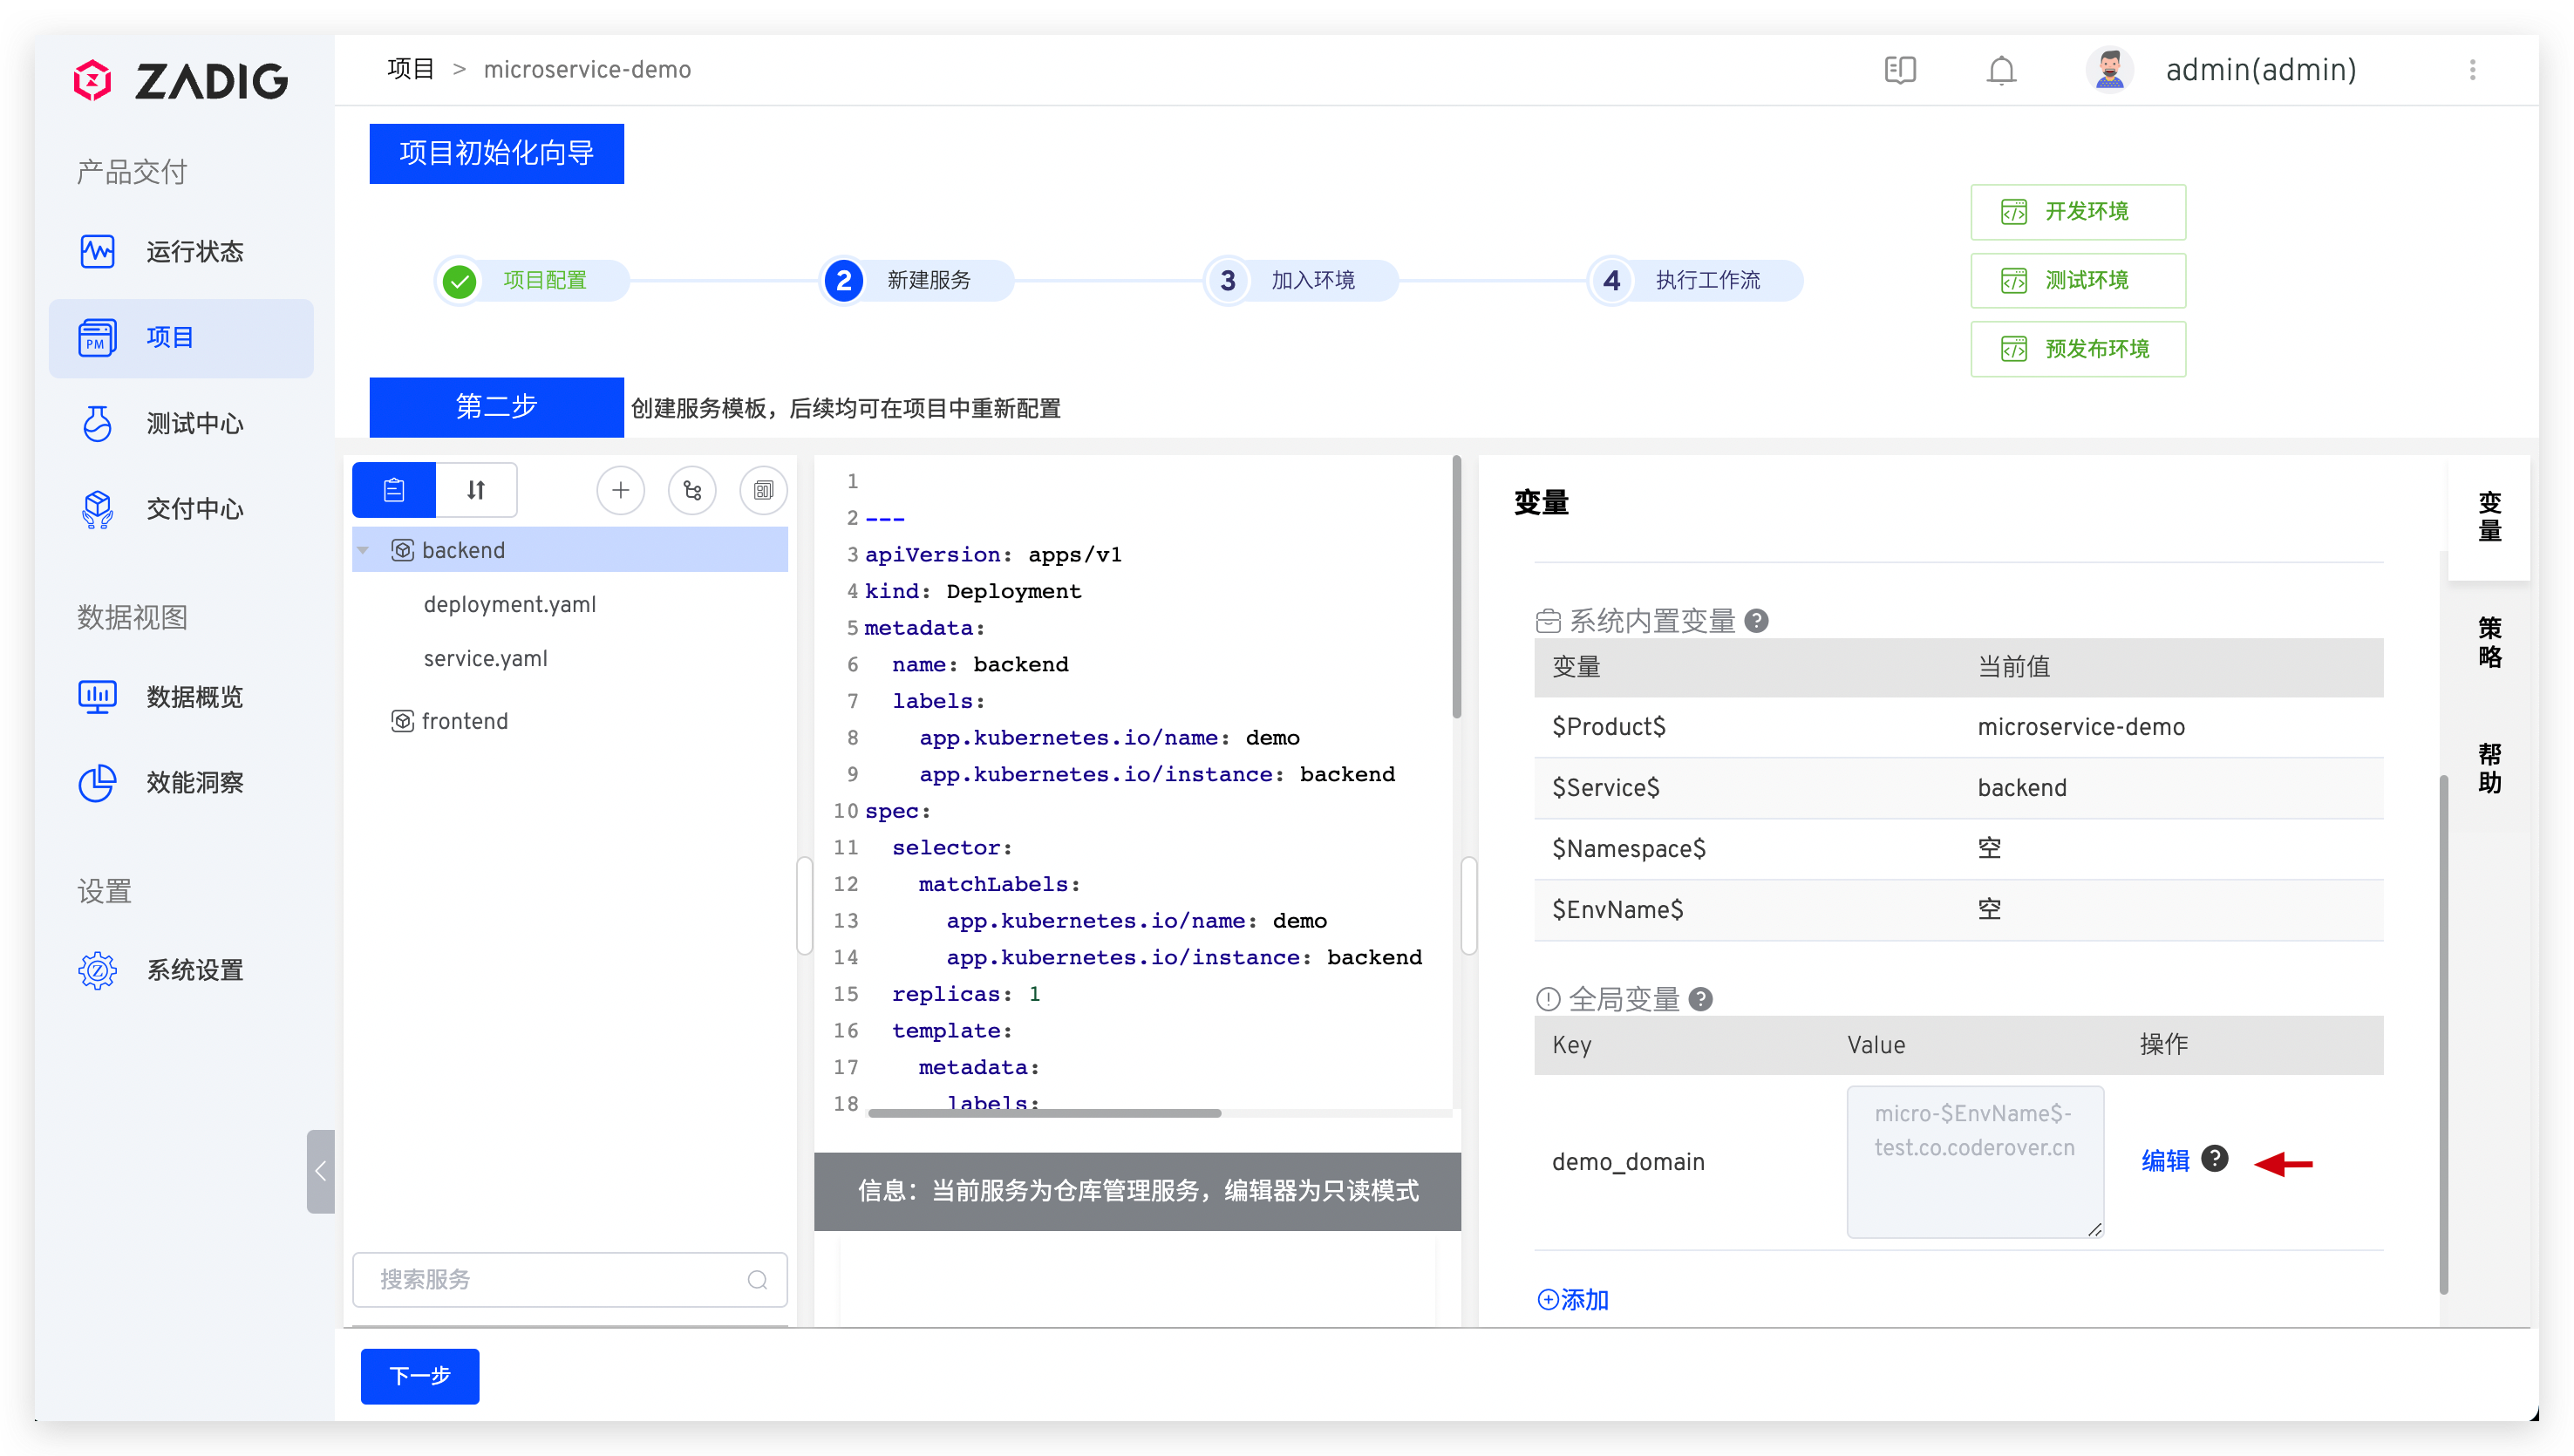 ZADIG
产品交付
运行状态
PM
项目
测试中心
交付中心
数据视图
数据概览
效能洞察
设置
系统设置
项目 > microservice-demo
admin(admin)
项目初始化向导
项目配置
2 新建服务
3 加入环境
4 执行工作流
开发环境
测试环境
预发布环境
第二步 创建服务模板，后续均可在项目中重新配置
backend
deployment.yaml
service.yaml
frontend
搜索服务
1
2 ---
3 apiVersion: apps/v1
4 kind: Deployment
5 metadata:
6 name: backend
7 labels:
8 app.kubernetes.io/name: demo
9 app.kubernetes.io/instance: backend
10 spec:
11 selector:
12 matchLabels:
13 app.kubernetes.io/name: demo
14 app.kubernetes.io/instance: backend
15 replicas: 1
16 template:
17 metadata:
18 labels:
信息：当前服务为仓库管理服务，编辑器为只读模式
变量
系统内置变量 ?
变量 当前值
$Product$ microservice-demo
$Service$ backend
$Namespace$ 空
$EnvName$ 空
全局变量 ?
Key Value 操作
demo_domain
micro-$EnvName$-
test.co.coderover.cn
编辑 ?
添加
变量
策略
帮助
下一步